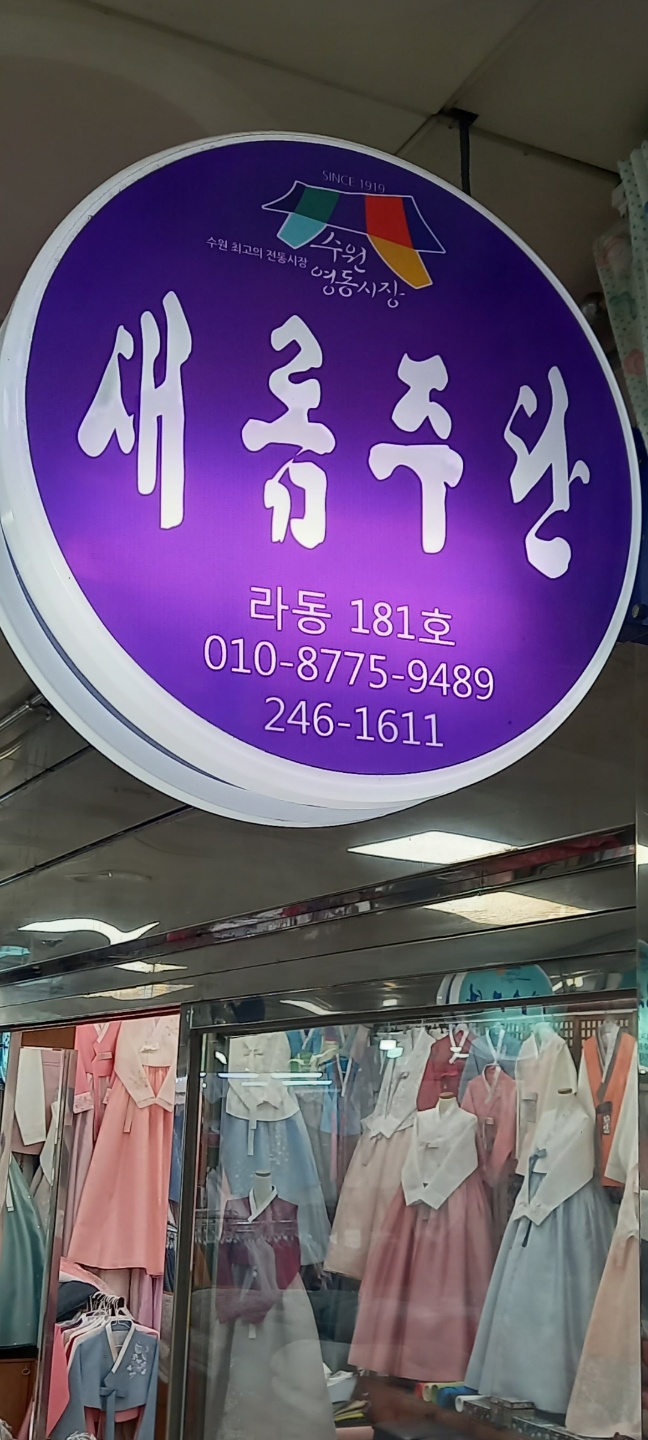 SINCE 1919
수원 최고의 전통시장
수원
영동시장
새롬주단
라동 181호
010-8775-9489
246-1611